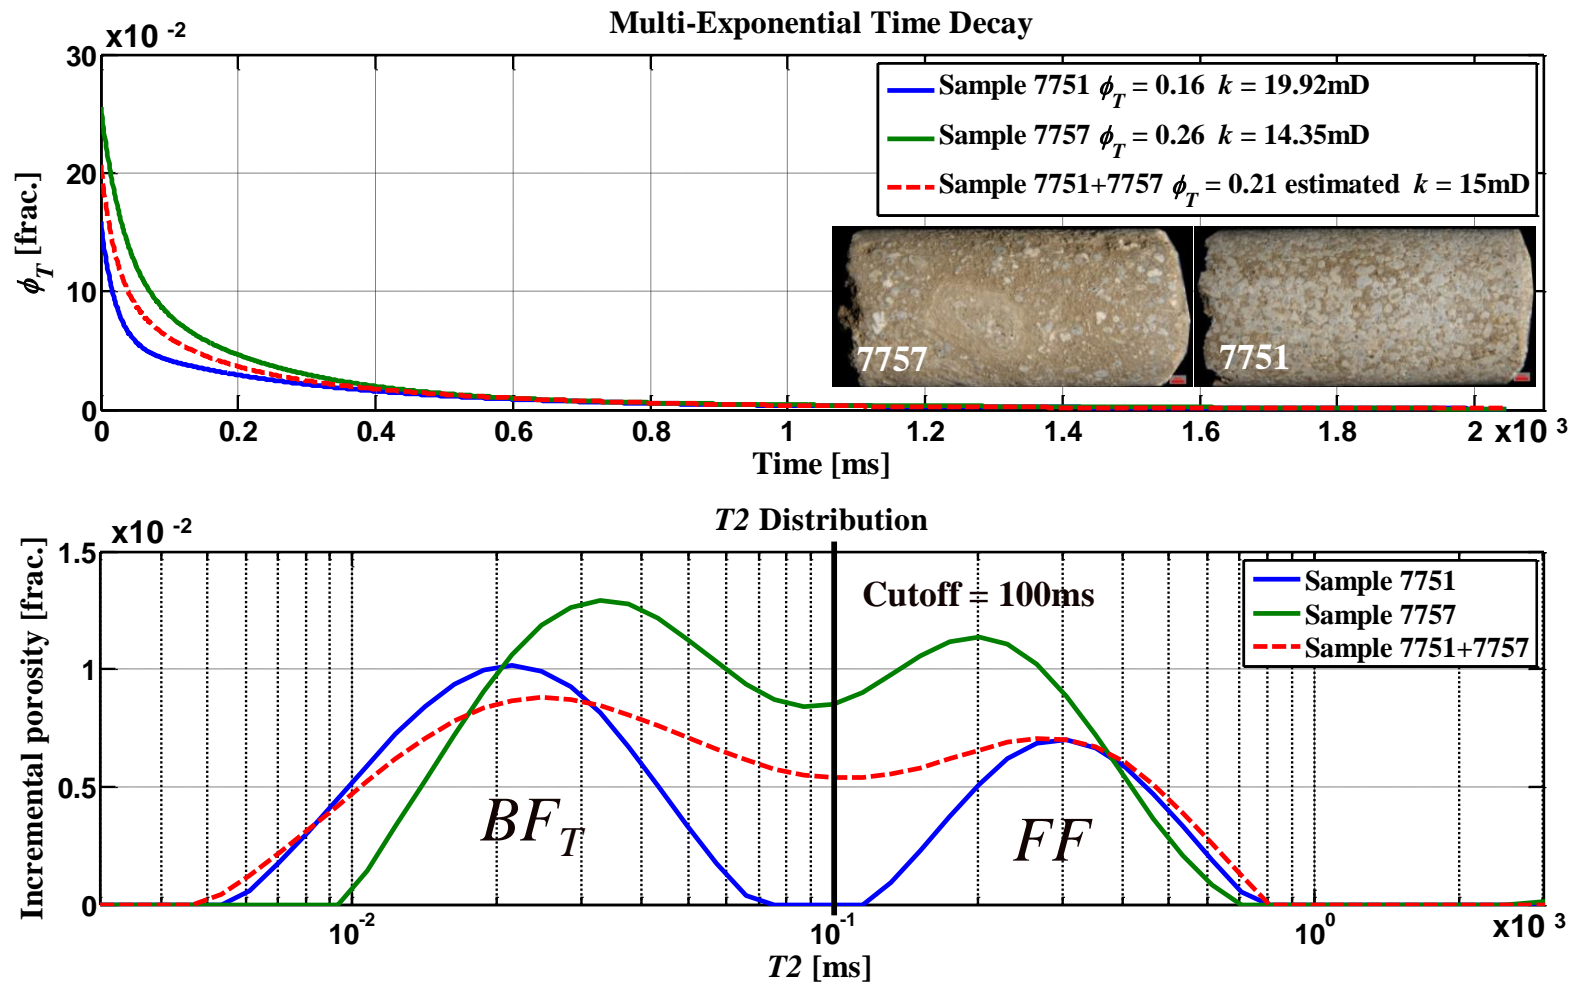 Multi-Exponential Time Decay
x10 -2
30
20
10
0
ϕT [frac.]
Sample 7751 ϕT = 0.16 k = 19.92mD
Sample 7757 ϕT = 0.26 k = 14.35mD
Sample 7751+7757 ϕT = 0.21 estimated k = 15mD
7757
7751
0 0.2 0.4 0.6 0.8 1 1.2 1.4 1.6 1.8 2 x10 3
Time [ms]
T2 Distribution
x10 -2
1.5
1
0.5
0
Incremental porosity [frac.]
Cutoff = 100ms
Sample 7751
Sample 7757
Sample 7751+7757
BFT
FF
10-2 10-1 100 x10 3
T2 [ms]